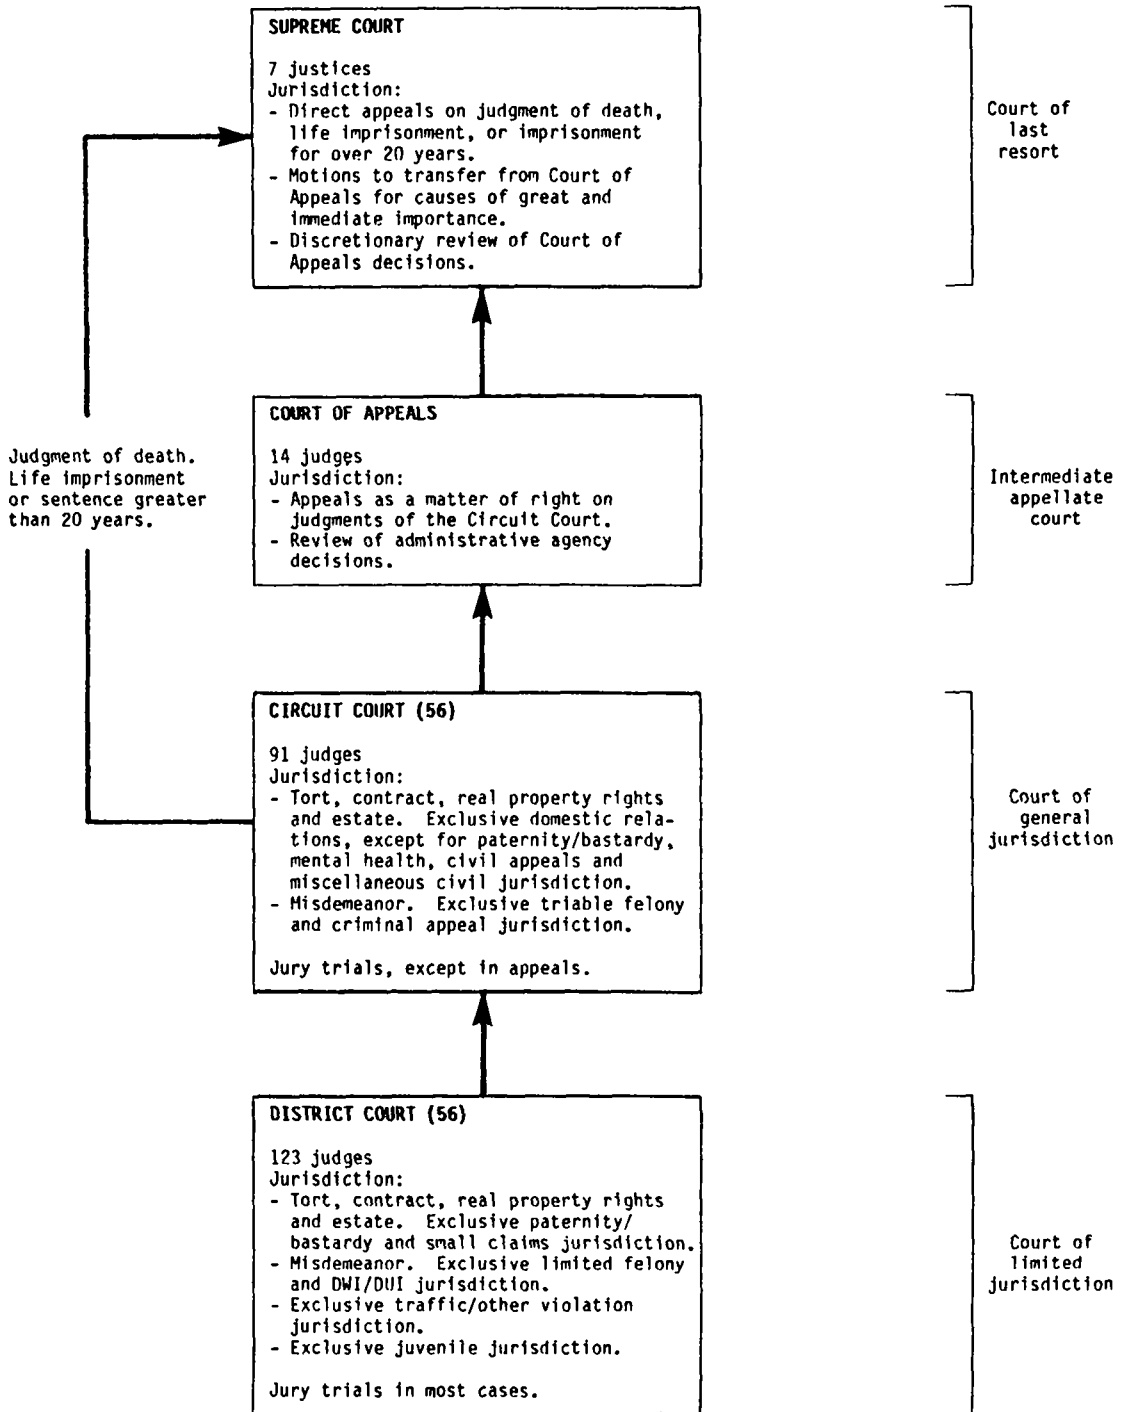 SUPREME COURT
7 justices
Jurisdiction:
- Direct appeals on judgment of death,
life imprisonment, or imprisonment
for over 20 years.
- Motions to transfer from Court of
Appeals for causes of great and
immediate importance.
- Discretionary review of Court of
Appeals decisions.
Court of
last
resort
COURT OF APPEALS
14 judges
Jurisdiction:
- Appeals as a matter of right on
judgments of the Circuit Court.
- Review of administrative agency
decisions.
Judgment of death.
Life imprisonment
or sentence greater
than 20 years.
Intermediate
appellate
court
CIRCUIT COURT (56)
91 judges
Jurisdiction:
- Tort, contract, real property rights
and estate. Exclusive domestic rela-
tions, except for paternity/bastardy,
mental health, civil appeals and
miscellaneous civil jurisdiction.
- Misdemeanor. Exclusive triable felony
and criminal appeal jurisdiction.
Jury trials, except in appeals.
Court of
general
jurisdiction
DISTRICT COURT (56)
123 judges
Jurisdiction:
- Tort, contract, real property rights
and estate. Exclusive paternity/
bastardy and small claims jurisdiction.
- Misdemeanor. Exclusive limited felony
and DWI/DUI jurisdiction.
- Exclusive traffic/other violation
jurisdiction.
- Exclusive juvenile jurisdiction.
Jury trials in most cases.
Court of
limited
jurisdiction